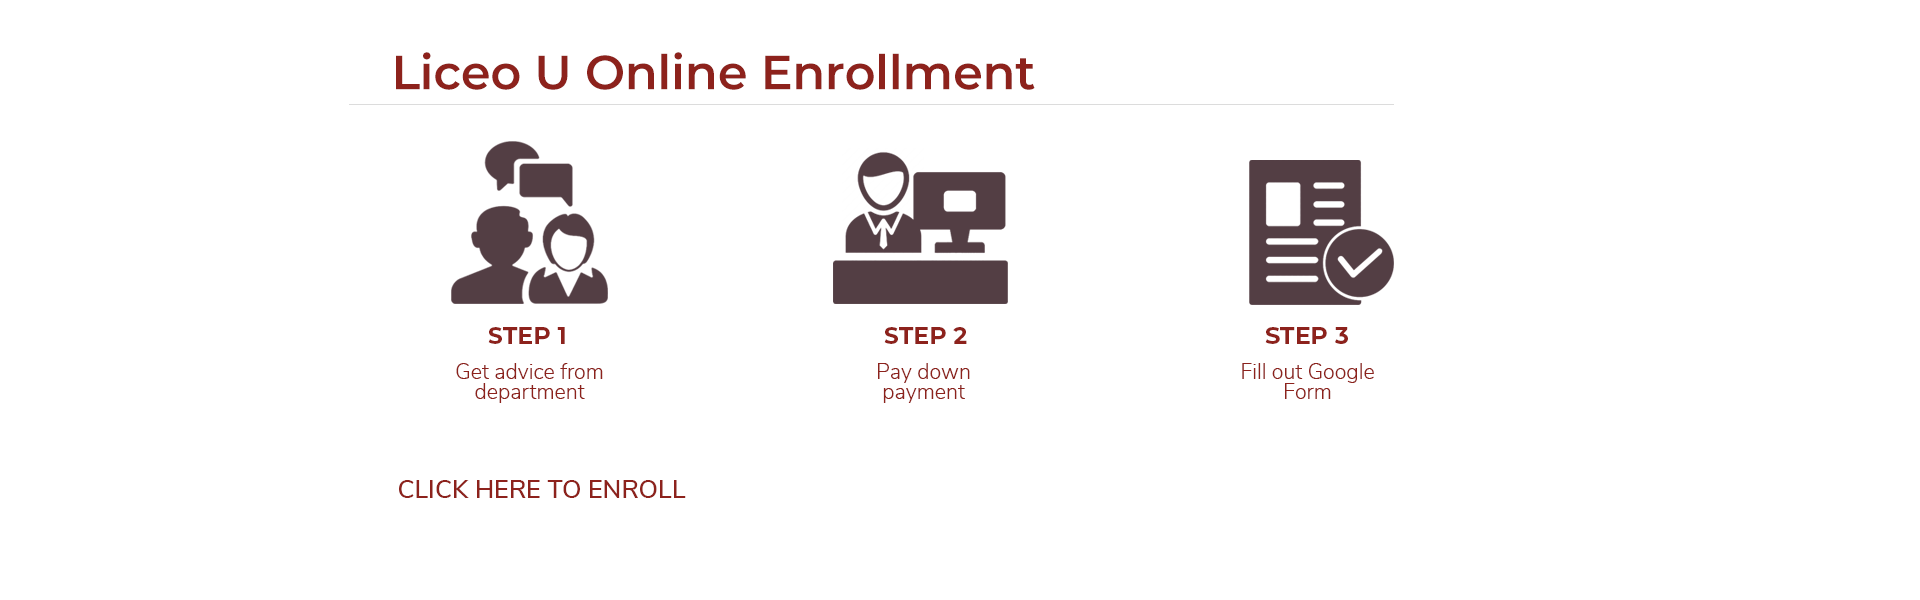 Liceo U Online Enrollment
STEP 1
Get advice from
department
STEP 2
Pay down
payment
STEP 3
Fill out Google
Form
CLICK HERE TO ENROLL